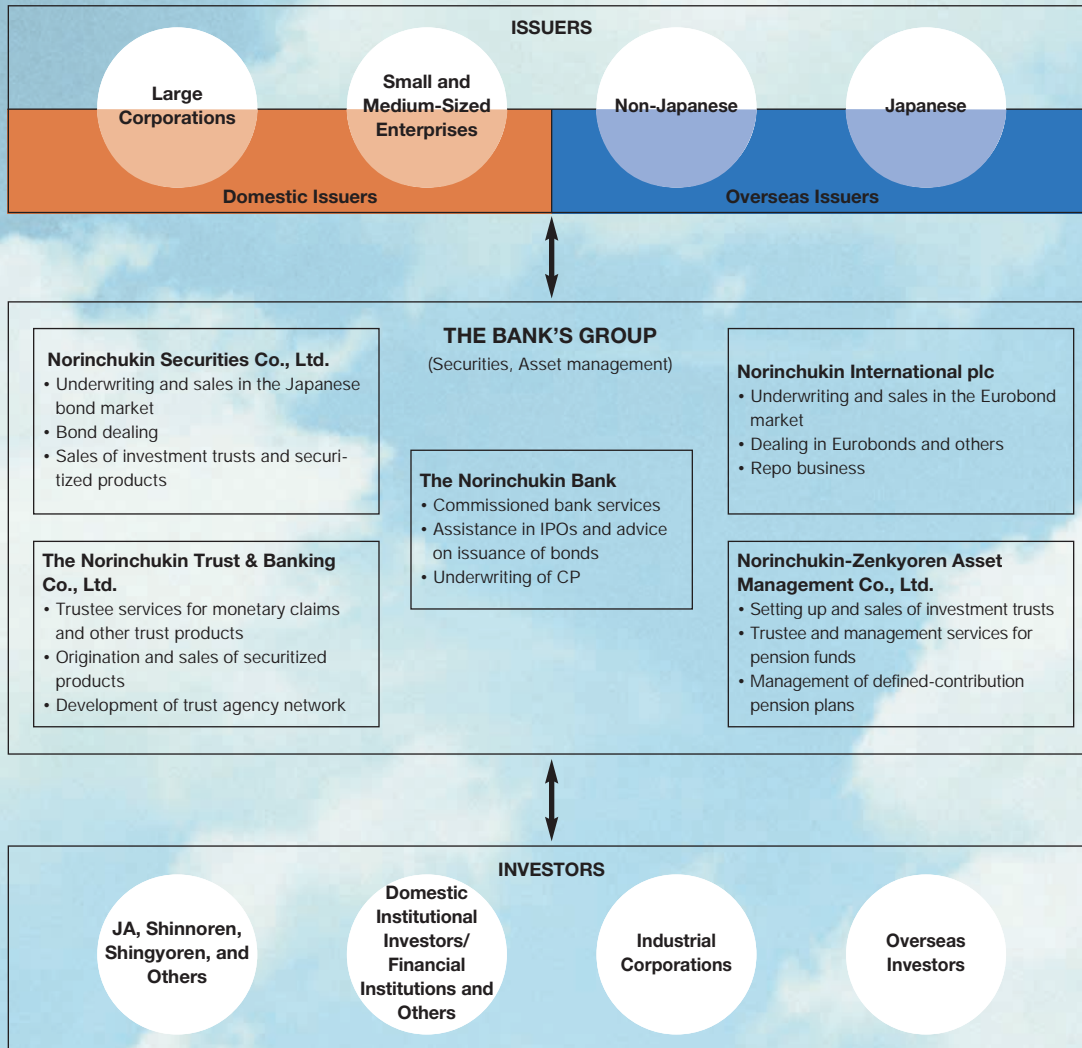 ISSUERS
Large
Corporations
Small and
Medium-Sized
Enterprises
Non-Japanese
Japanese
Domestic Issuers
Overseas Issuers
THE BANK'S GROUP
(Securities, Asset management)
Norinchukin Securities Co., Ltd.
• Underwriting and sales in the Japanese
bond market
• Bond dealing
• Sales of investment trusts and securi-
tized products
Norinchukin International plc
• Underwriting and sales in the Eurobond
market
• Dealing in Eurobonds and others
• Repo business
The Norinchukin Bank
• Commissioned bank services
• Assistance in IPOs and advice
on issuance of bonds
• Underwriting of CP
The Norinchukin Trust & Banking
Co., Ltd.
• Trustee services for monetary claims
and other trust products
• Origination and sales of securitized
products
• Development of trust agency network
Norinchukin-Zenkyoren Asset
Management Co., Ltd.
• Setting up and sales of investment trusts
• Trustee and management services for
pension funds
• Management of defined-contribution
pension plans
INVESTORS
JA, Shinnoren,
Shingyoren, and
Others
Domestic
Institutional
Investors/
Financial
Institutions and
Others
Industrial
Corporations
Overseas
Investors